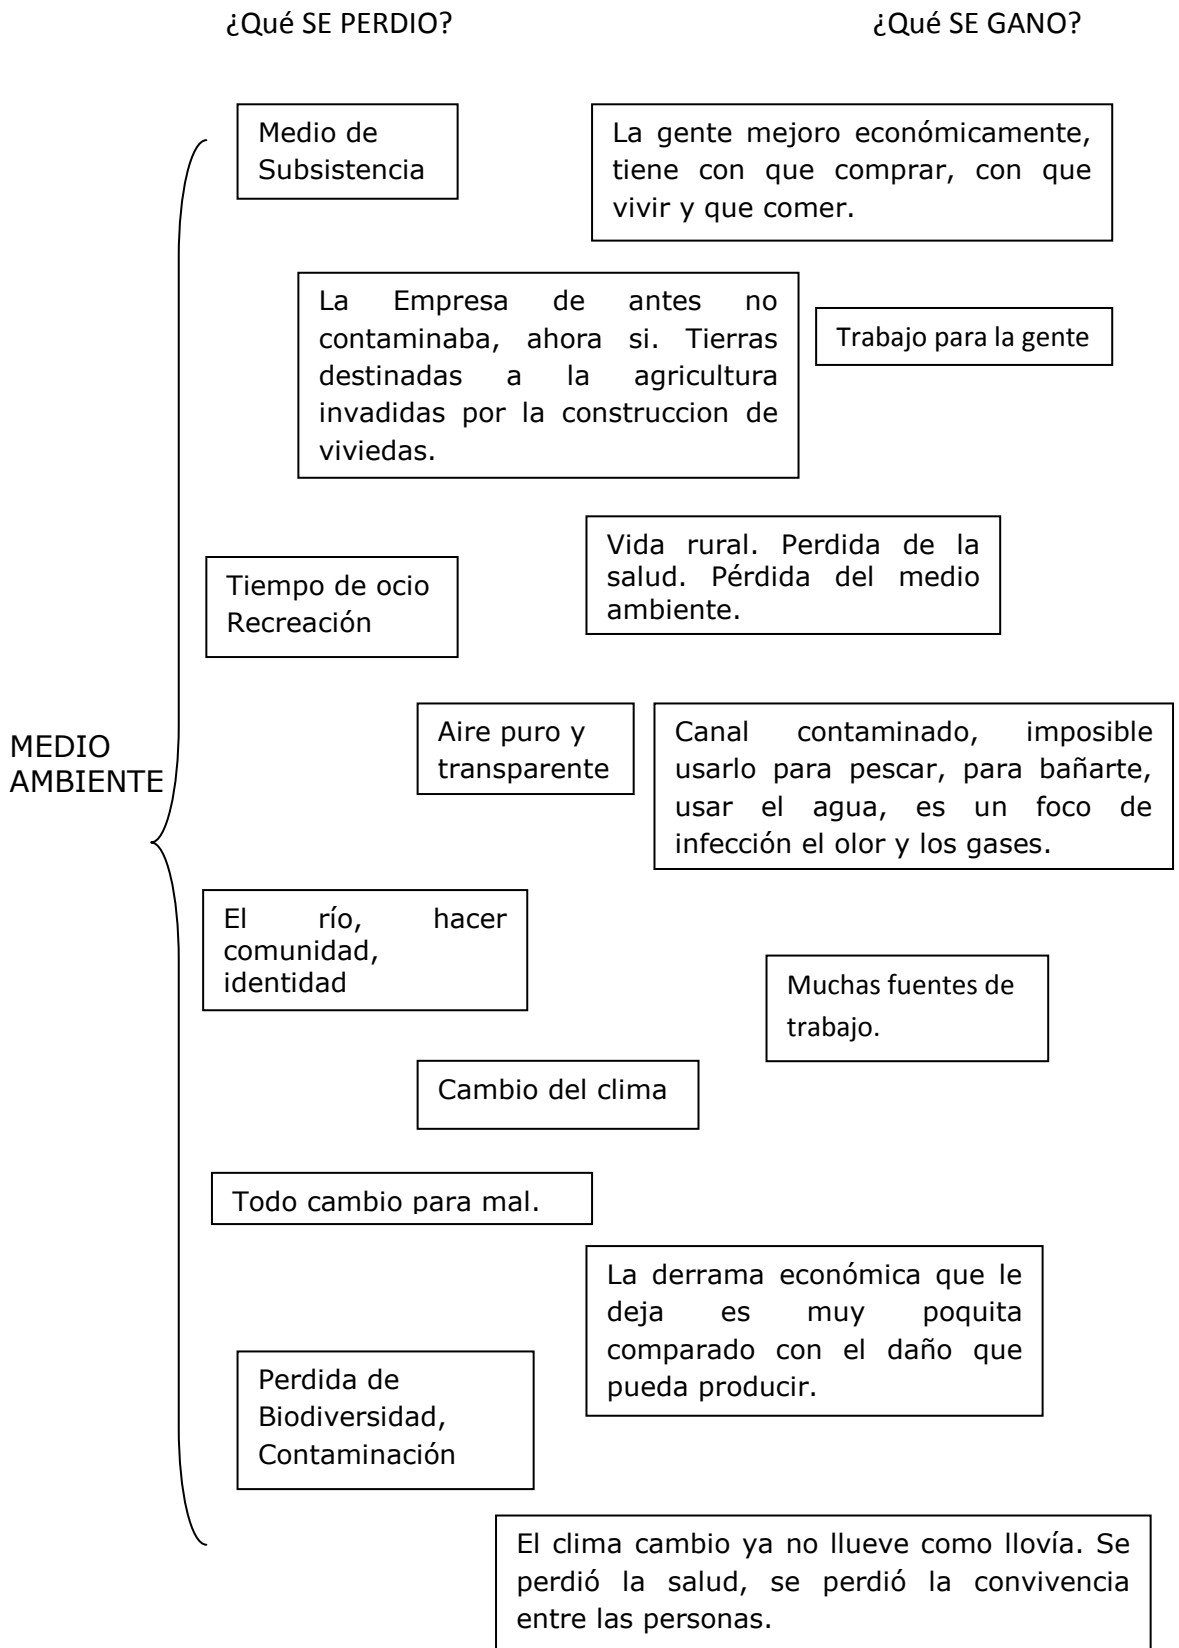 ¿Qué SE PERDIO?
¿Qué SE GANO?
Medio de
Subsistencia
La gente mejoro económicamente,
tiene con que comprar, con que
vivir y que comer.
La Empresa de antes no
contaminaba, ahora si. Tierras
destinadas a la agricultura
invadidas por la construccion de
viviedas.
Trabajo para la gente
Vida rural. Perdida de la
salud. Pérdida del medio
ambiente.
Tiempo de ocio
Recreación
MEDIO
AMBIENTE
Aire puro y
transparente
Canal contaminado, imposible
usarlo para pescar, para bañarte,
usar el agua, es un foco de
infección el olor y los gases.
El río, hacer
comunidad,
identidad
Muchas fuentes de
trabajo.
Cambio del clima
Todo cambio para mal.
La derrama económica que le
deja es muy poquita
comparado con el daño que
pueda producir.
Perdida de
Biodiversidad,
Contaminación
El clima cambio ya no llueve como llovía. Se
perdió la salud, se perdió la convivencia
entre las personas.